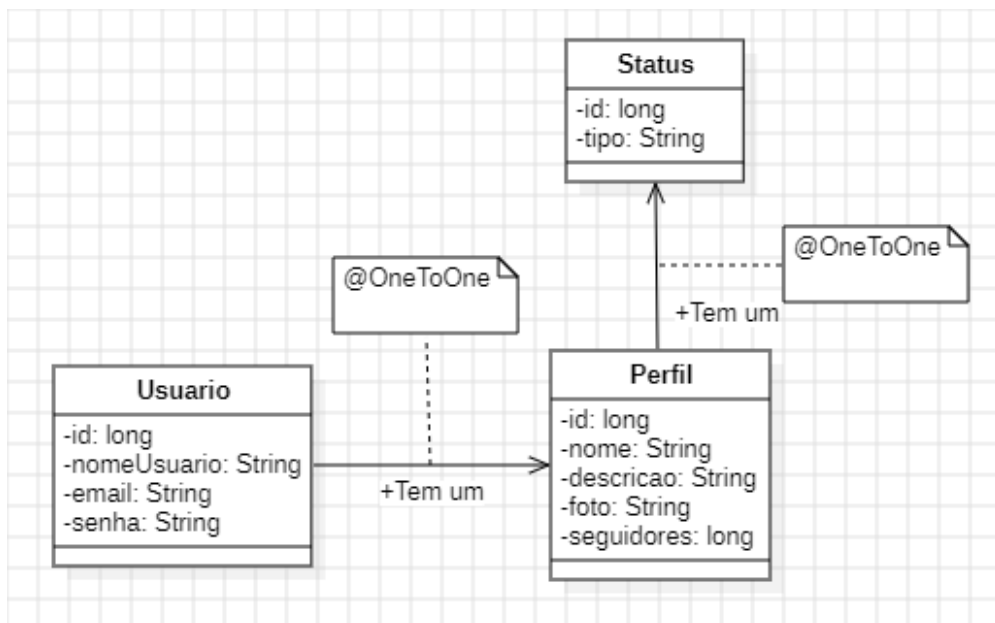 Status
-id: long
-tipo: String
@OneToOne
+Tem um
@OneToOne
Usuario
-id: long
-nomeUsuario: String
-email: String
-senha: String
+Tem um
Perfil
-id: long
-nome: String
-descricao: String
-foto: String
-seguidores: long